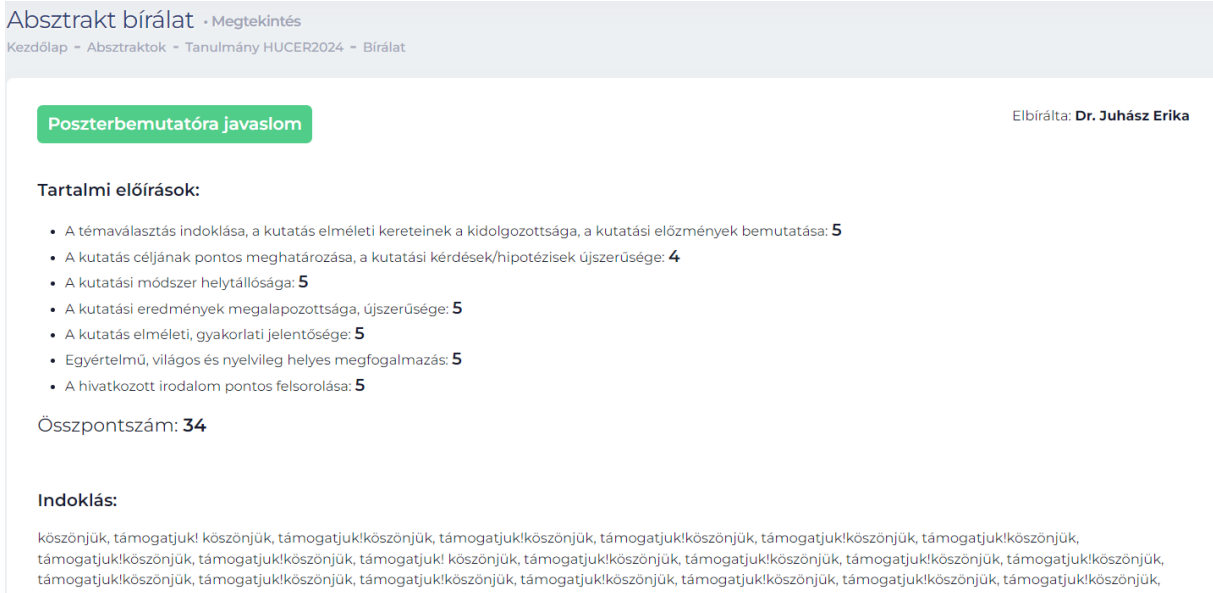 Absztrakt bírálat • Megtekintés
Kezdőlap - Absztraktok - Tanulmány HUCER2024 - Bírálat
Poszterbemutatóra javaslom
Elbírálta: Dr. Juhász Erika
Tartalmi előírások:
• A témaválasztás indoklása, a kutatás elméleti kereteinek a kidolgozottsága, a kutatási előzmények bemutatása: 5
• A kutatás céljának pontos meghatározása, a kutatási kérdések/hipotézisek újszerűsége: 4
• A kutatási módszer helytállósága: 5
• A kutatási eredmények megalapozottsága, újszerűsége: 5
• A kutatás elméleti, gyakorlati jelentősége: 5
• Egyértelmű, világos és nyelvileg helyes megfogalmazás: 5
• A hivatkozott irodalom pontos felsorolása: 5
Összpontszám: 34
Indoklás:
köszönjük, támogatjuk! köszönjük, támogatjuk!köszönjük, támogatjuk!köszönjük, támogatjuk!köszönjük, támogatjuk!köszönjük, támogatjuk!köszönjük,
támogatjuk!köszönjük, támogatjuk!köszönjük, támogatjuk! köszönjük, támogatjuk!köszönjük, támogatjuk!köszönjük, támogatjuk!köszönjük, támogatjuk!köszönjük,
támogatjuk!köszönjük, támogatjuk!köszönjük, támogatjuk!köszönjük, támogatjuk!köszönjük, támogatjuk!köszönjük, támogatjuk!köszönjük, támogatjuk!köszönjük,